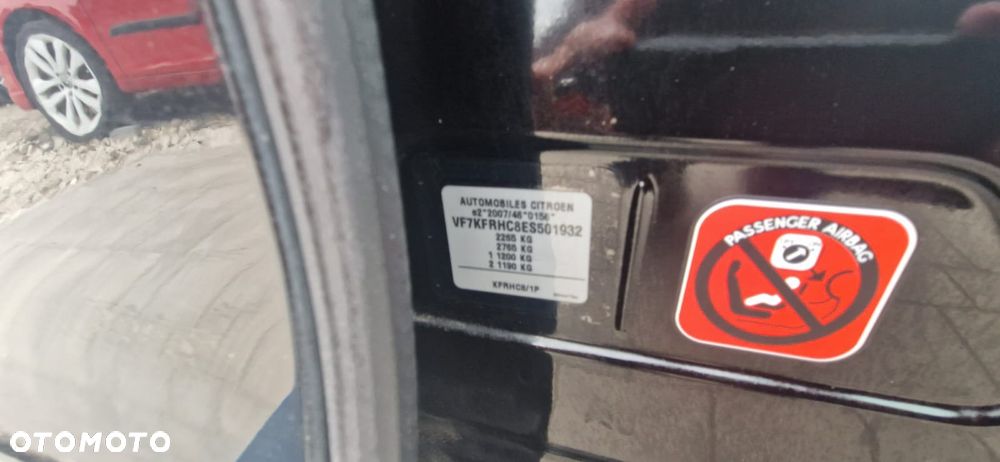 AUTOMOBILES CITROEN
e2*2007/46*0156*
VF7KFRHC8ES501932
2265 KG
2765 KG
1 1200 KG
2 1190 KG
KFRHC8/1P
PASSENGER AIRBAG
OTOMOTO